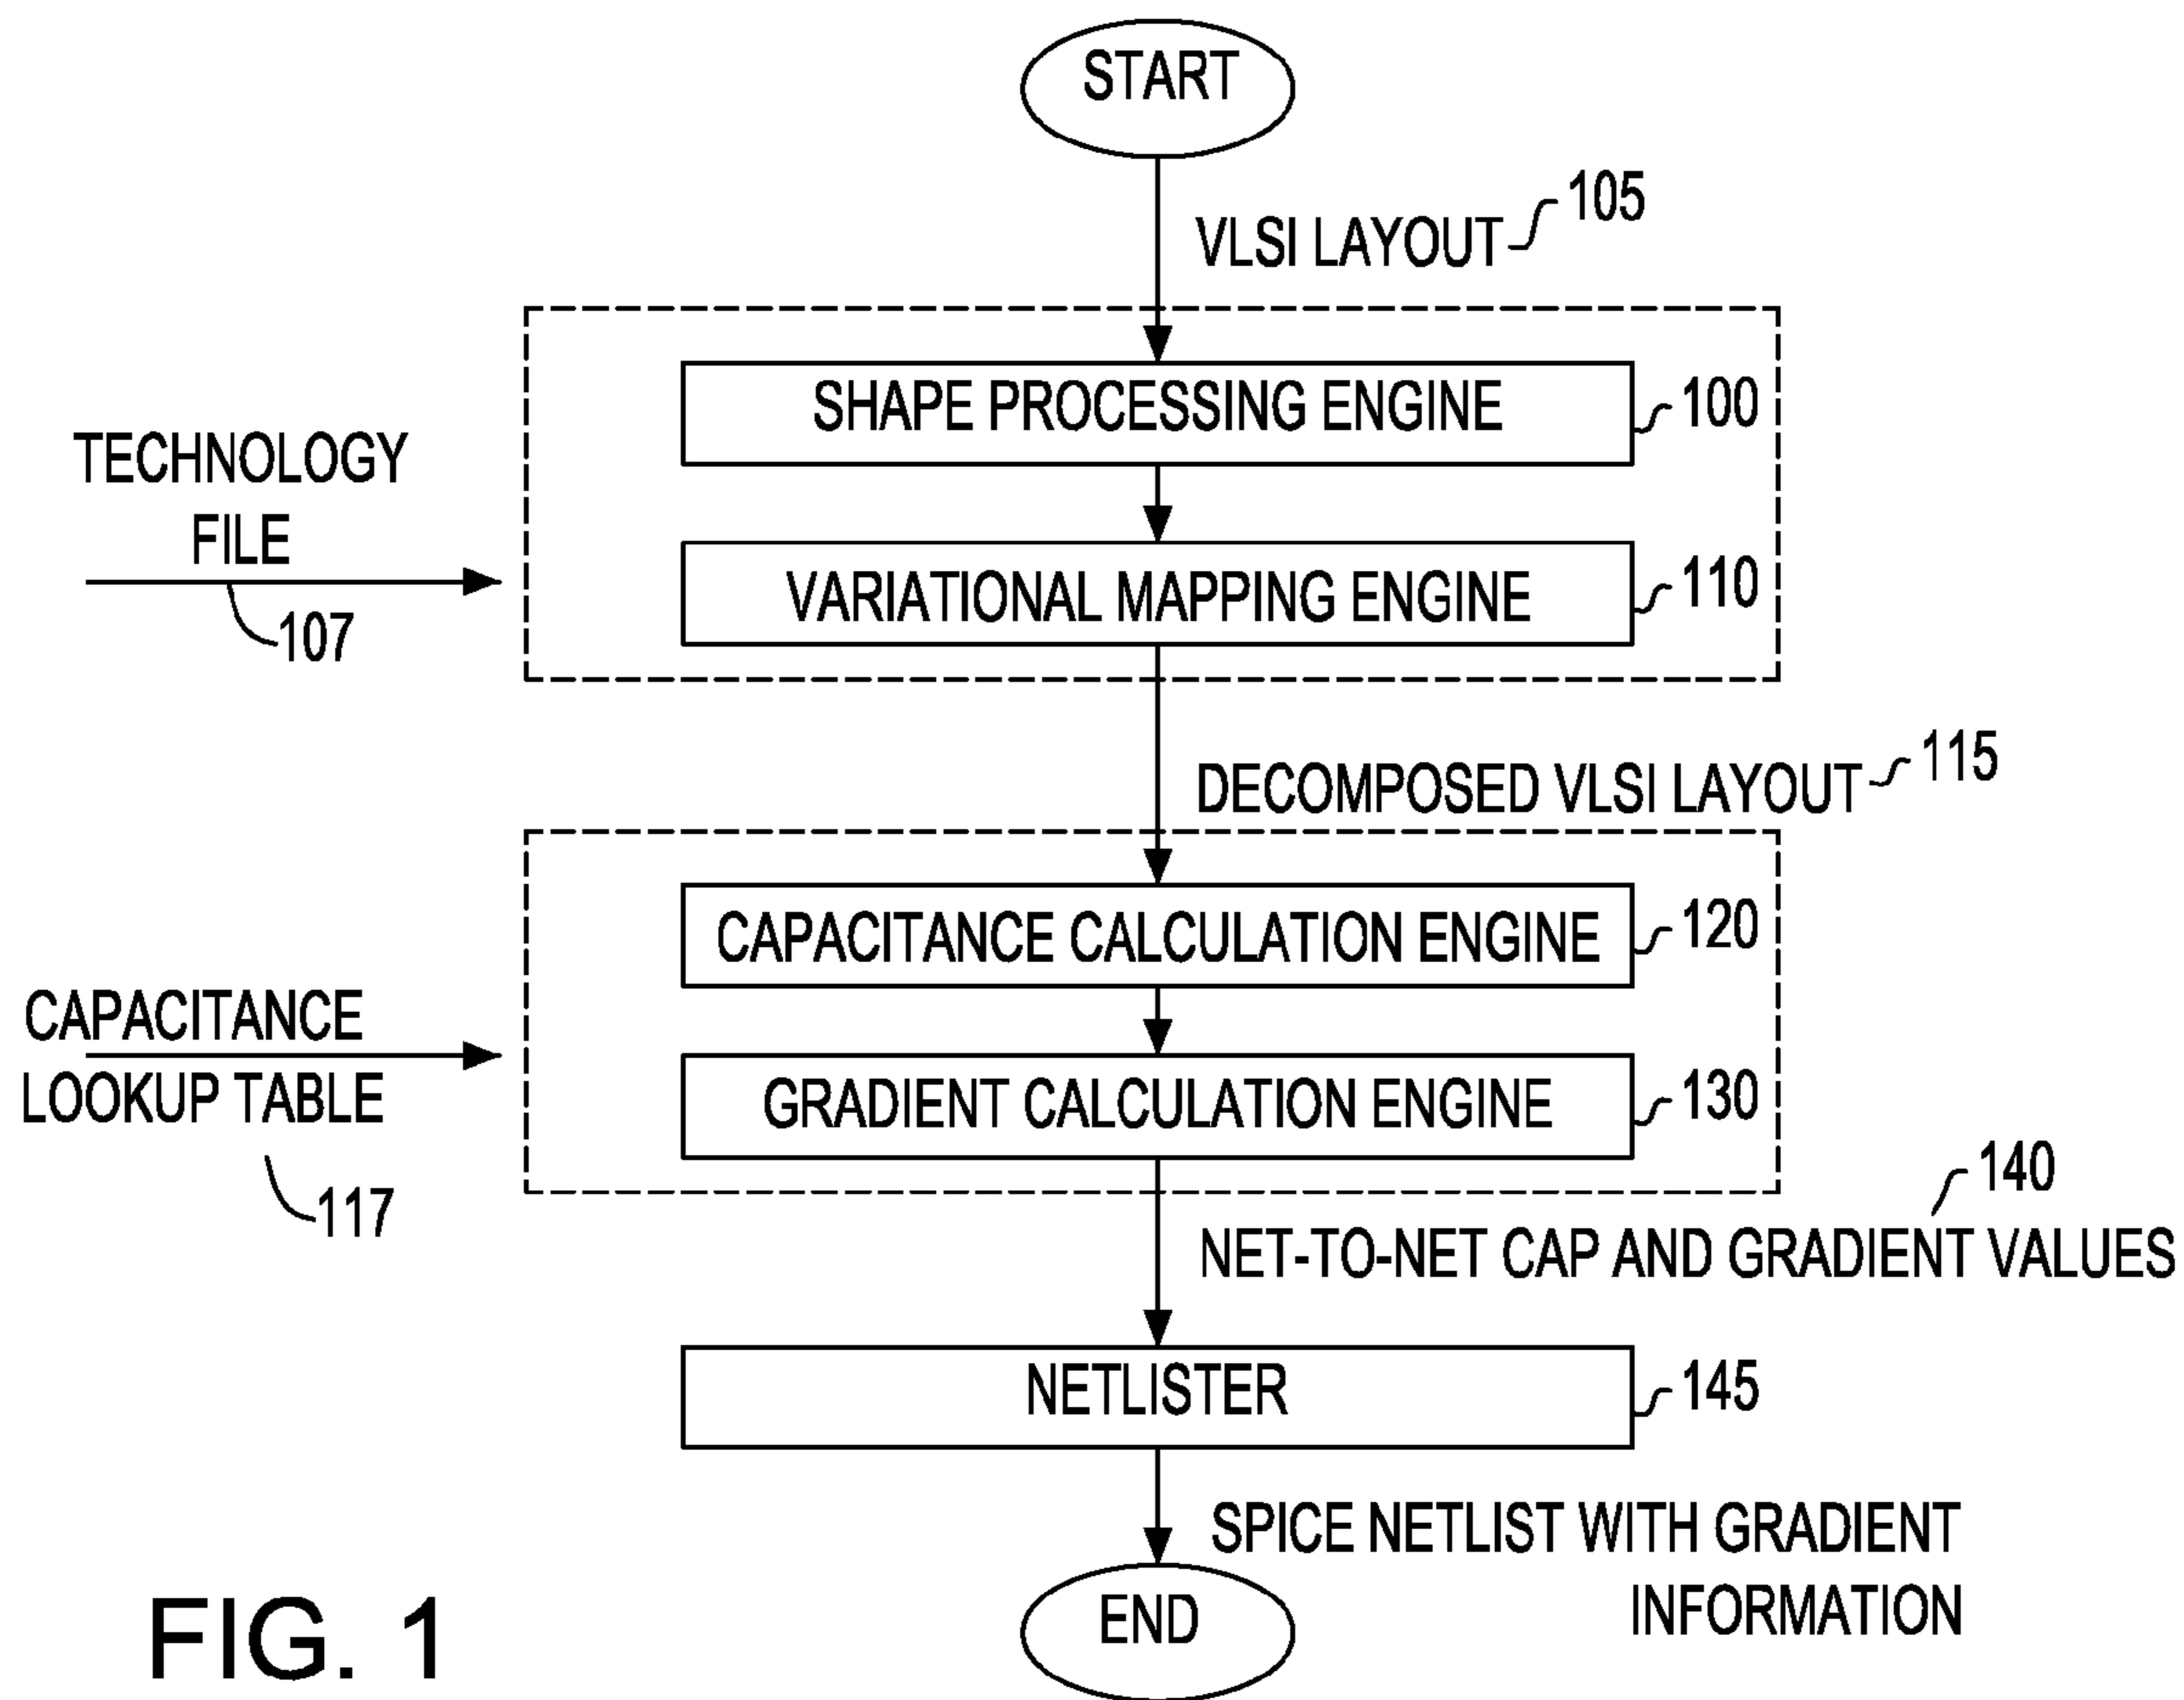 START
VLSI LAYOUT 105
SHAPE PROCESSING ENGINE 100
TECHNOLOGY
FILE
107
VARIATIONAL MAPPING ENGINE 110
DECOMPOSED VLSI LAYOUT 115
CAPACITANCE CALCULATION ENGINE 120
CAPACITANCE
LOOKUP TABLE
117
GRADIENT CALCULATION ENGINE 130
140
NET-TO-NET CAP AND GRADIENT VALUES
NETLISTER 145
SPICE NETLIST WITH GRADIENT
INFORMATION
END
FIG. 1